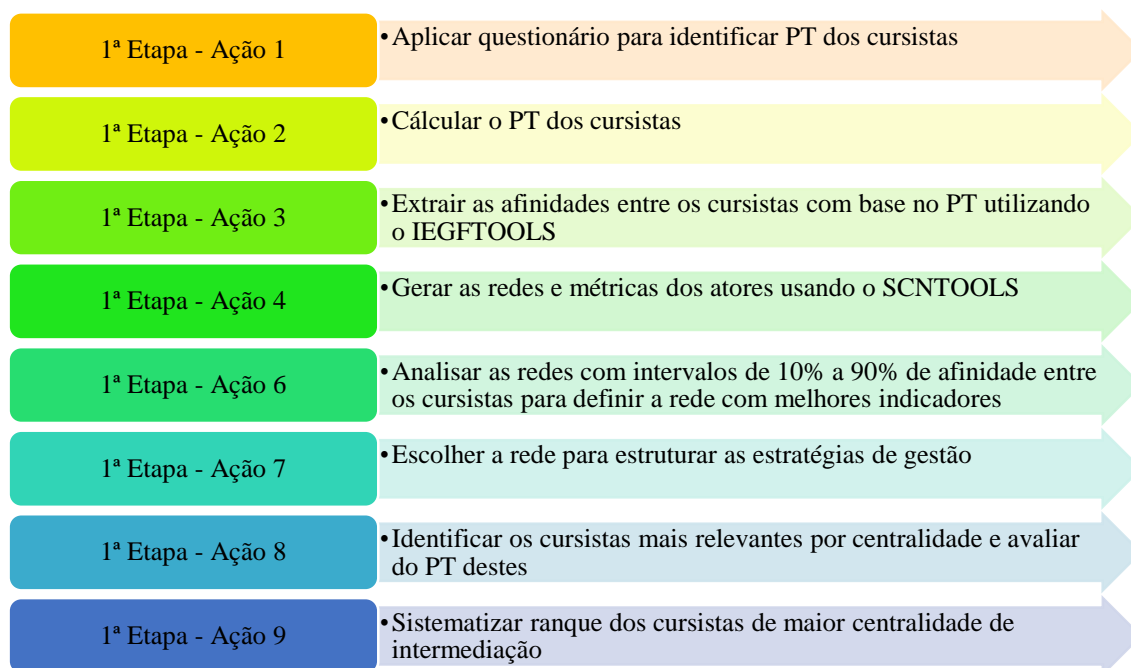 1ª Etapa - Ação 1
•Aplicar questionário para identificar PT dos cursistas
1ª Etapa - Ação 2
•Cálcular o PT dos cursistas
1ª Etapa - Ação 3
•Extrair as afinidades entre os cursistas com base no PT utilizando
o IEGFTOOLS
1ª Etapa - Ação 4
•Gerar as redes e métricas dos atores usando o SCNTOOLS
1ª Etapa - Ação 6
•Analisar as redes com intervalos de 10% a 90% de afinidade entre
os cursistas para definir a rede com melhores indicadores
1ª Etapa - Ação 7
•Escolher a rede para estruturar as estratégias de gestão
1ª Etapa - Ação 8
•Identificar os cursistas mais relevantes por centralidade e avaliar
do PT destes
1ª Etapa - Ação 9
•Sistematizar ranque dos cursistas de maior centralidade de
intermediação